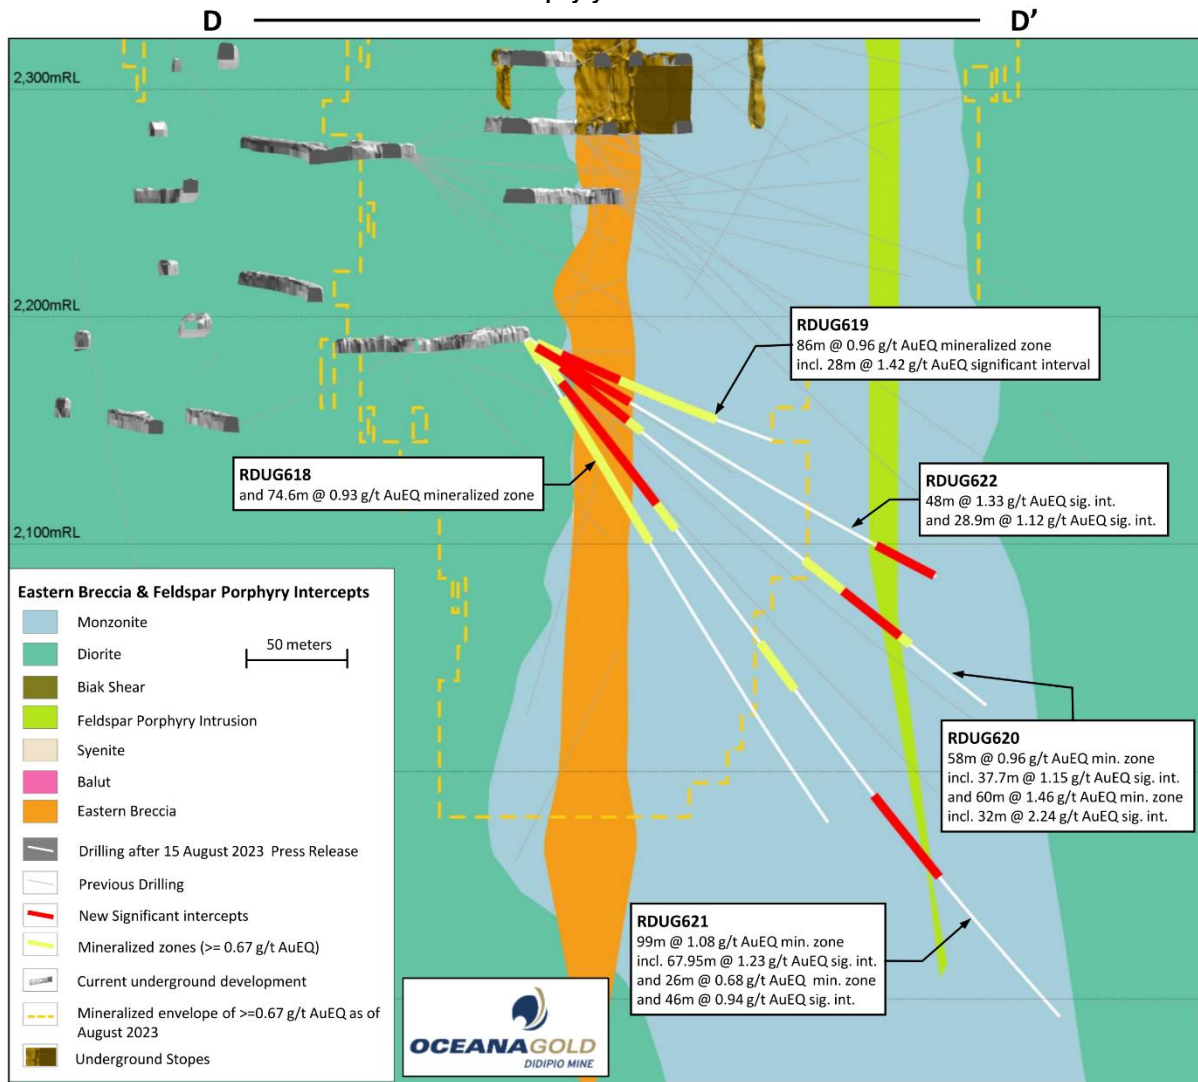 D D’
2,300mRL
2,200mRL
RDUG619
86m @ 0.96 g/t AuEQ mineralized zone
incl. 28m @ 1.42 g/t AuEQ significant interval
RDUG618
and 74.6m @ 0.93 g/t AuEQ mineralized zone
RDUG622
48m @ 1.33 g/t AuEQ sig. int.
and 28.9m @ 1.12 g/t AuEQ sig. int.
2,100mRL
Eastern Breccia & Feldspar Porphyry Intercepts
Monzonite
Diorite
50 meters
Biak Shear
Feldspar Porphyry Intrusion
Syenite
Balut
Eastern Breccia
Drilling after 15 August 2023 Press Release
Previous Drilling
New Significant intercepts
Mineralized zones (>= 0.67 g/t AuEQ)
Current underground development
Mineralized envelope of >=0.67 g/t AuEQ as of
August 2023
Underground Stopes
RDUG620
58m @ 0.96 g/t AuEQ min. zone
incl. 37.7m @ 1.15 g/t AuEQ sig. int.
and 60m @ 1.46 g/t AuEQ min. zone
incl. 32m @ 2.24 g/t AuEQ sig. int.
RDUG621
99m @ 1.08 g/t AuEQ min. zone
incl. 67.95m @ 1.23 g/t AuEQ sig. int.
and 26m @ 0.68 g/t AuEQ min. zone
and 46m @ 0.94 g/t AuEQ sig. int.
OCEANAGOLD
DIDIPIO MINE